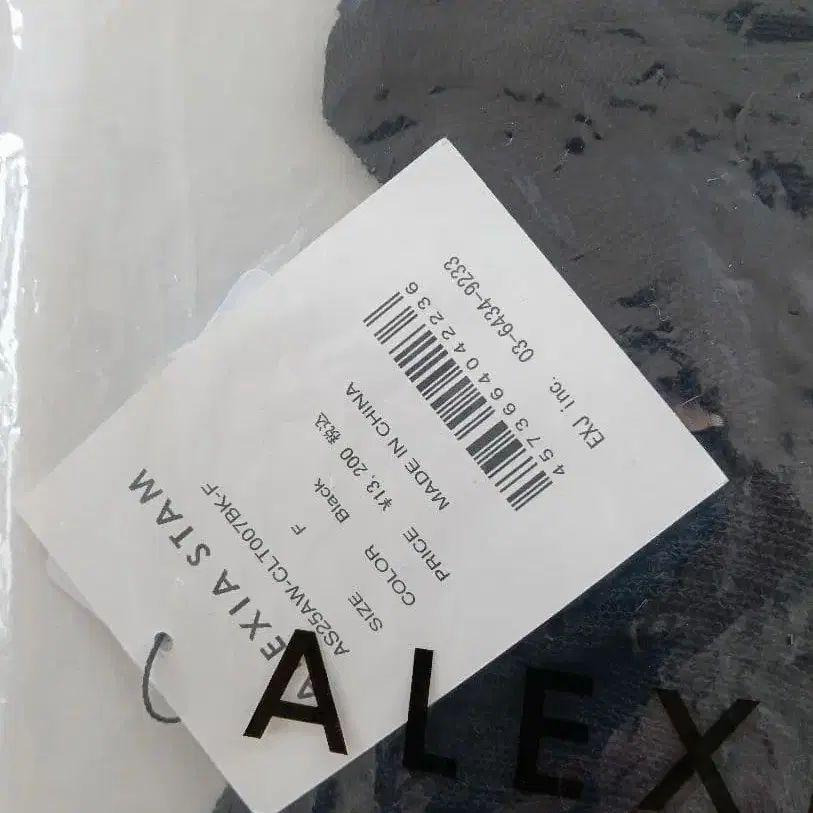 ALEXIA STAM
AS25AW-CLT007BK-F
SIZE F
COLOR Black
PRICE ¥13,200 税込
MADE IN CHINA
4573664042236
EXJ inc. 03-6434-9233
ALEX